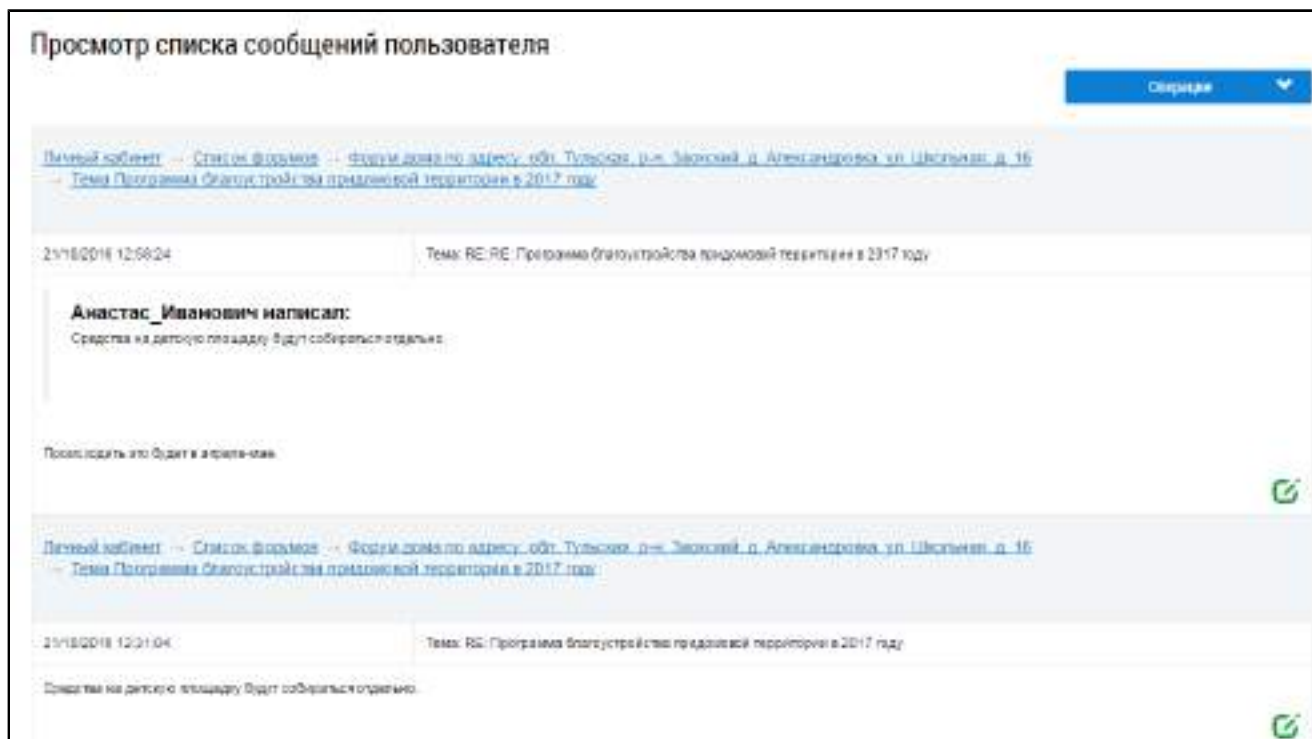 Просмотр списка сообщений пользователя
Операции
Личный кабинет → Список форумов → Форум дома по адресу: обл. Тульская, р-н. Заокский, д. Александровка, ул. Школьная, д. 16
→ Тема Программа благоустройства придомовой территории в 2017 году
21/10/2016 12:58:24 Тема: RE: RE: Программа благоустройства придомовой территории в 2017 году
Анастас_Иванович написал:
Средства на детскую площадку будут собираться отдельно.
Происходить это будет в апреле-мае.
Личный кабинет → Список форумов → Форум дома по адресу: обл. Тульская, р-н. Заокский, д. Александровка, ул. Школьная, д. 16
→ Тема Программа благоустройства придомовой территории в 2017 году
21/10/2016 12:31:04 Тема: RE: Программа благоустройства придомовой территории в 2017 году
Средства на детскую площадку будут собираться отдельно.